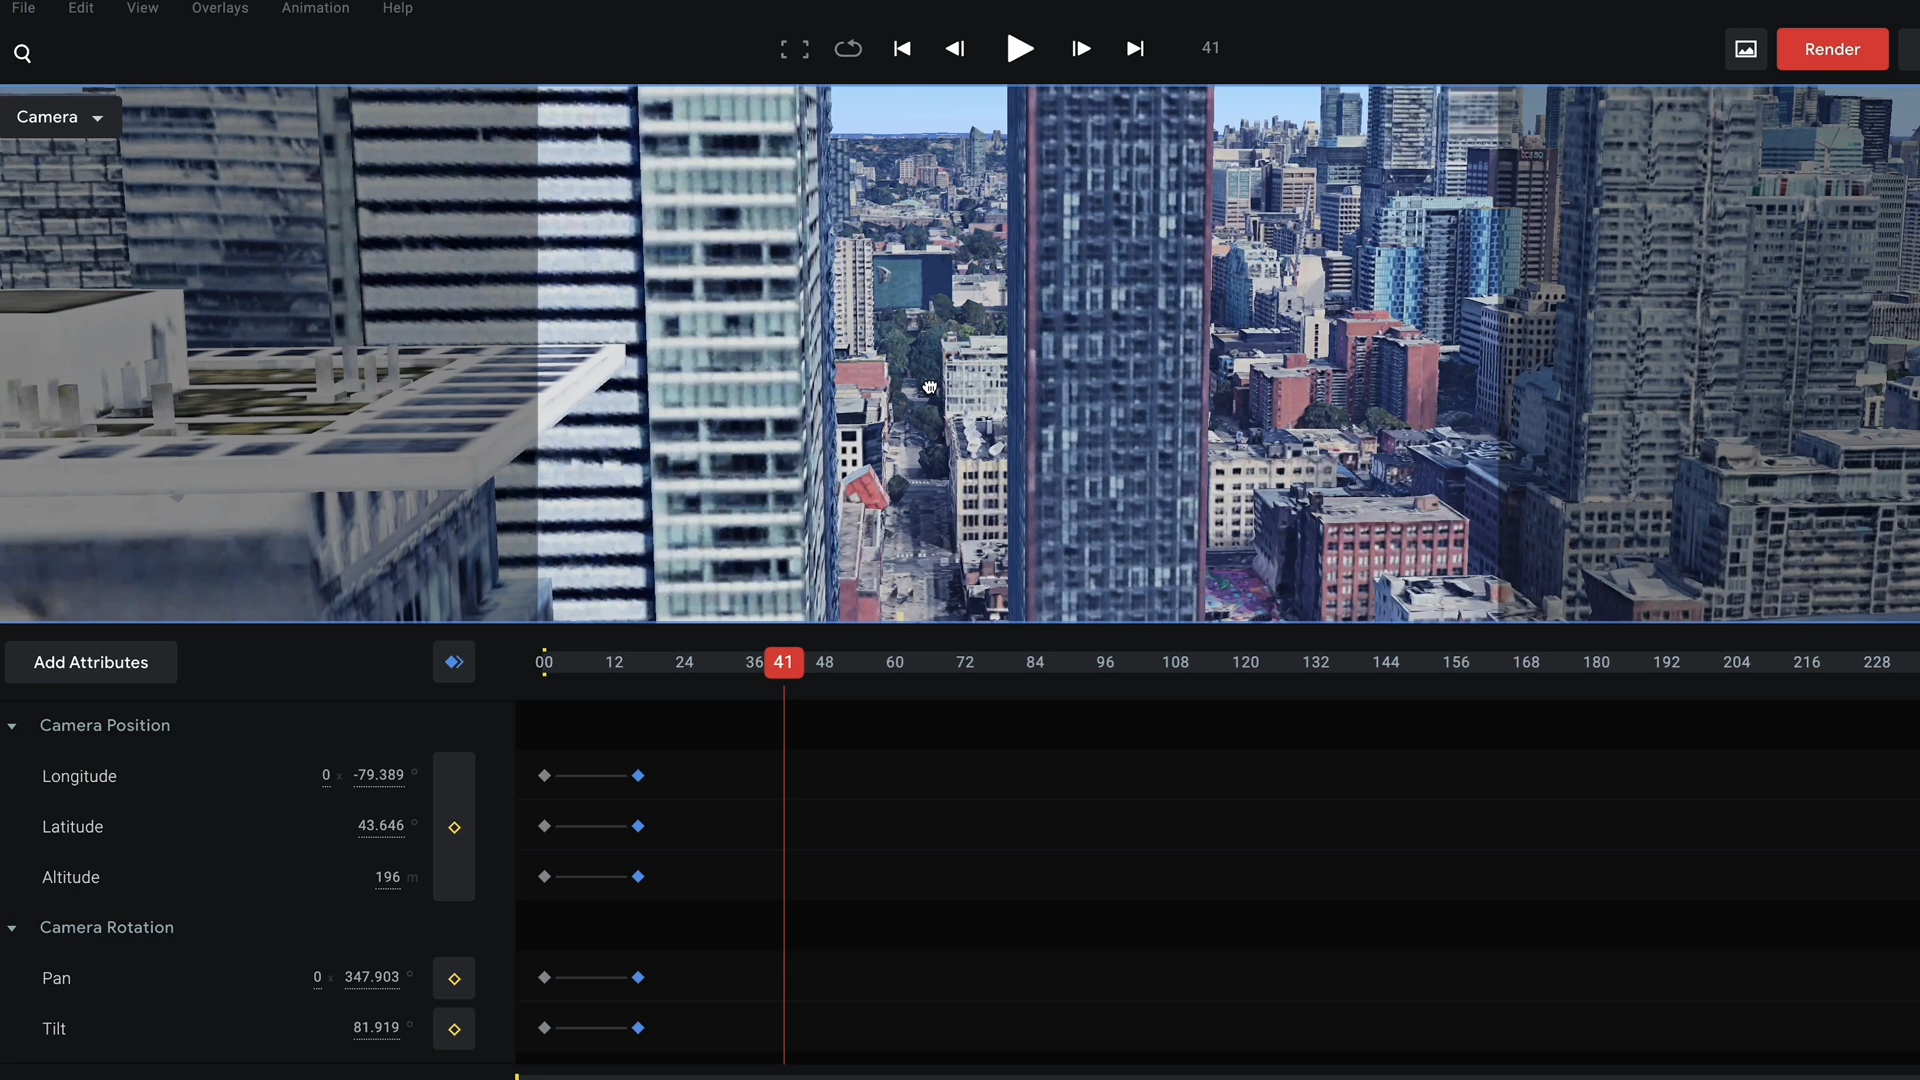 File Edit View Overlays Animation Help
41
Render
Camera
Add Attributes
00 12 24 36 41 48 60 72 84 96 108 120 132 144 156 168 180 192 204 216 228
Camera Position
Longitude 0 x -79.389 °
Latitude 43.646 °
Altitude 196 m
Camera Rotation
Pan 0 x 347.903 °
Tilt 81.919 °